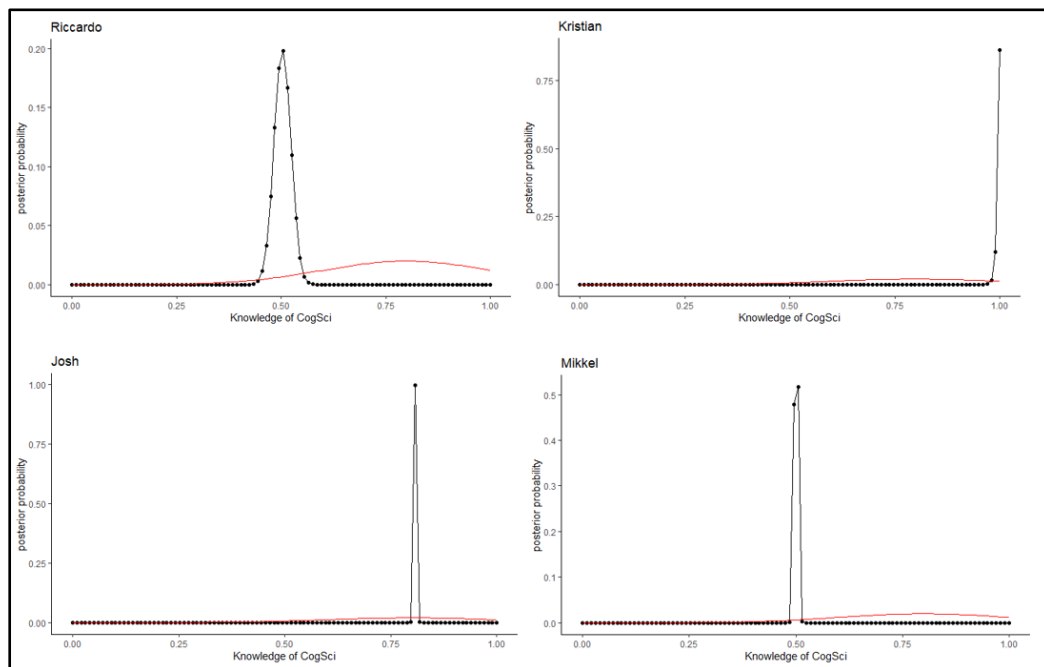 Riccardo
0.20
0.15
0.10
0.05
0.00
posterior probability
0.00 0.25 0.50 0.75 1.00
Knowledge of CogSci
Kristian
0.75
0.50
0.25
0.00
posterior probability
0.00 0.25 0.50 0.75 1.00
Knowledge of CogSci
Josh
1.00
0.75
0.50
0.25
0.00
posterior probability
0.00 0.25 0.50 0.75 1.00
Knowledge of CogSci
Mikkel
0.5
0.4
0.3
0.2
0.1
0.0
posterior probability
0.00 0.25 0.50 0.75 1.00
Knowledge of CogSci